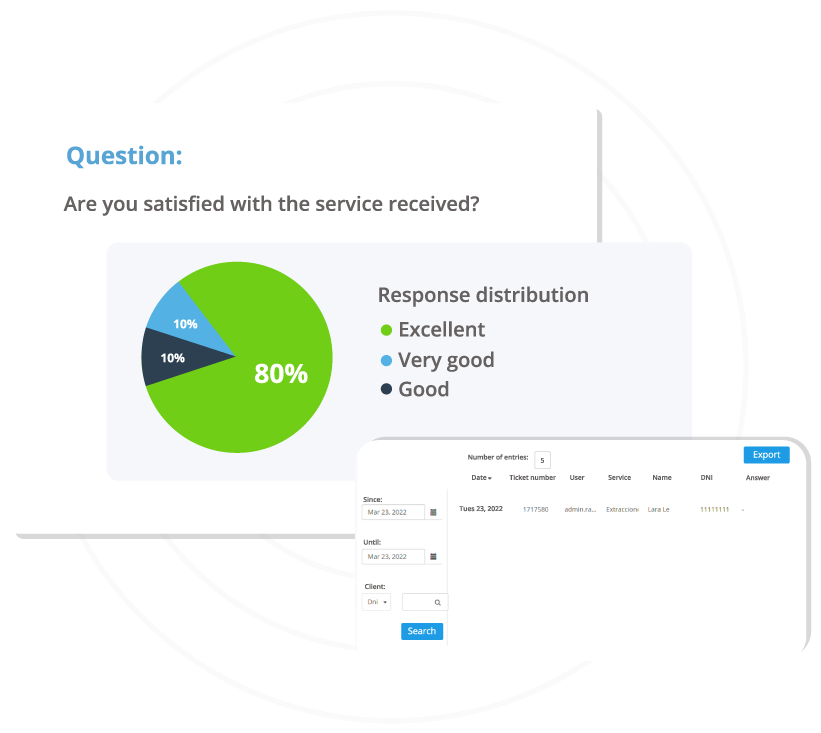 Question:
Are you satisfied with the service received?
10%
10%
80%
Response distribution
Excellent
Very good
Good
Number of entries: 5
Export
Date Ticket number User Service Name DNI Answer
Tues 23, 2022 1717580 admin.ra... Extraccion Lara Le 11111111 -
Since:
Mar 23, 2022
Until:
Mar 23, 2022
Client:
Dni
Search